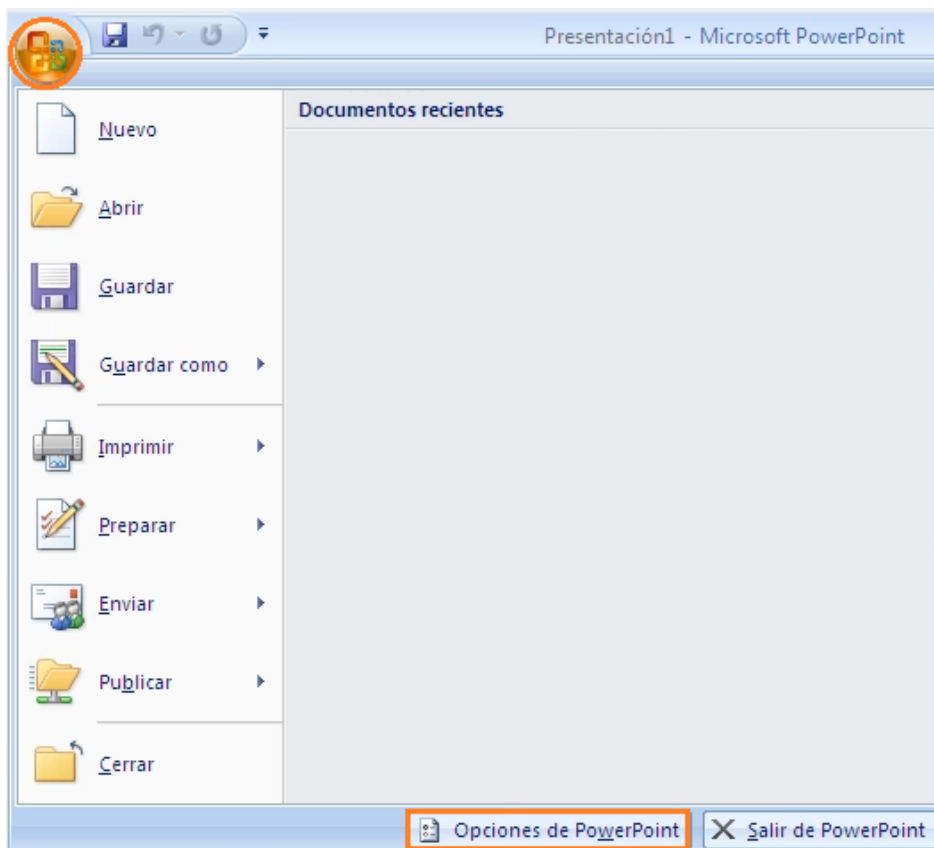 Presentación1 - Microsoft PowerPoint
Documentos recientes
Nuevo
Abrir
Guardar
Guardar como
Imprimir
Preparar
Enviar
Publicar
Cerrar
Opciones de PowerPoint
Salir de PowerPoint